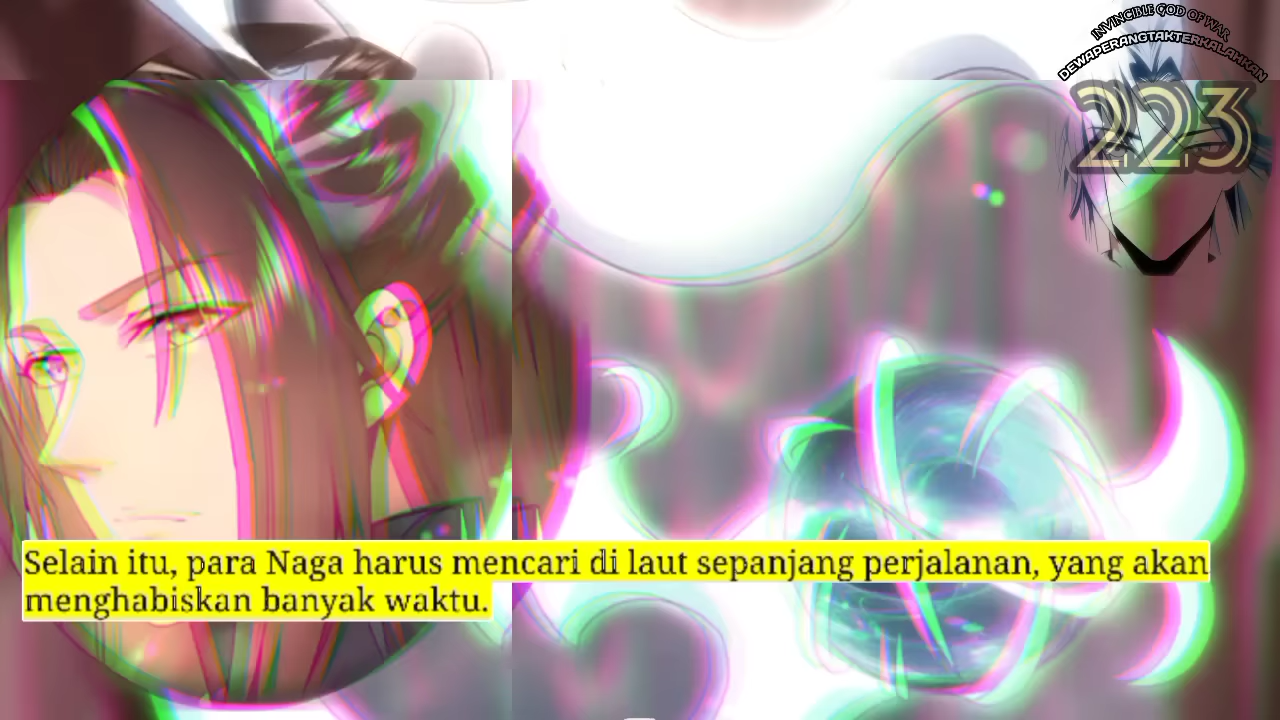 INVINCIBLE GOD OF WAR
DEWAPERANGTAKTERKALAHKAN
223
Selain itu, para Naga harus mencari di laut sepanjang perjalanan, yang akan
menghabiskan banyak waktu.